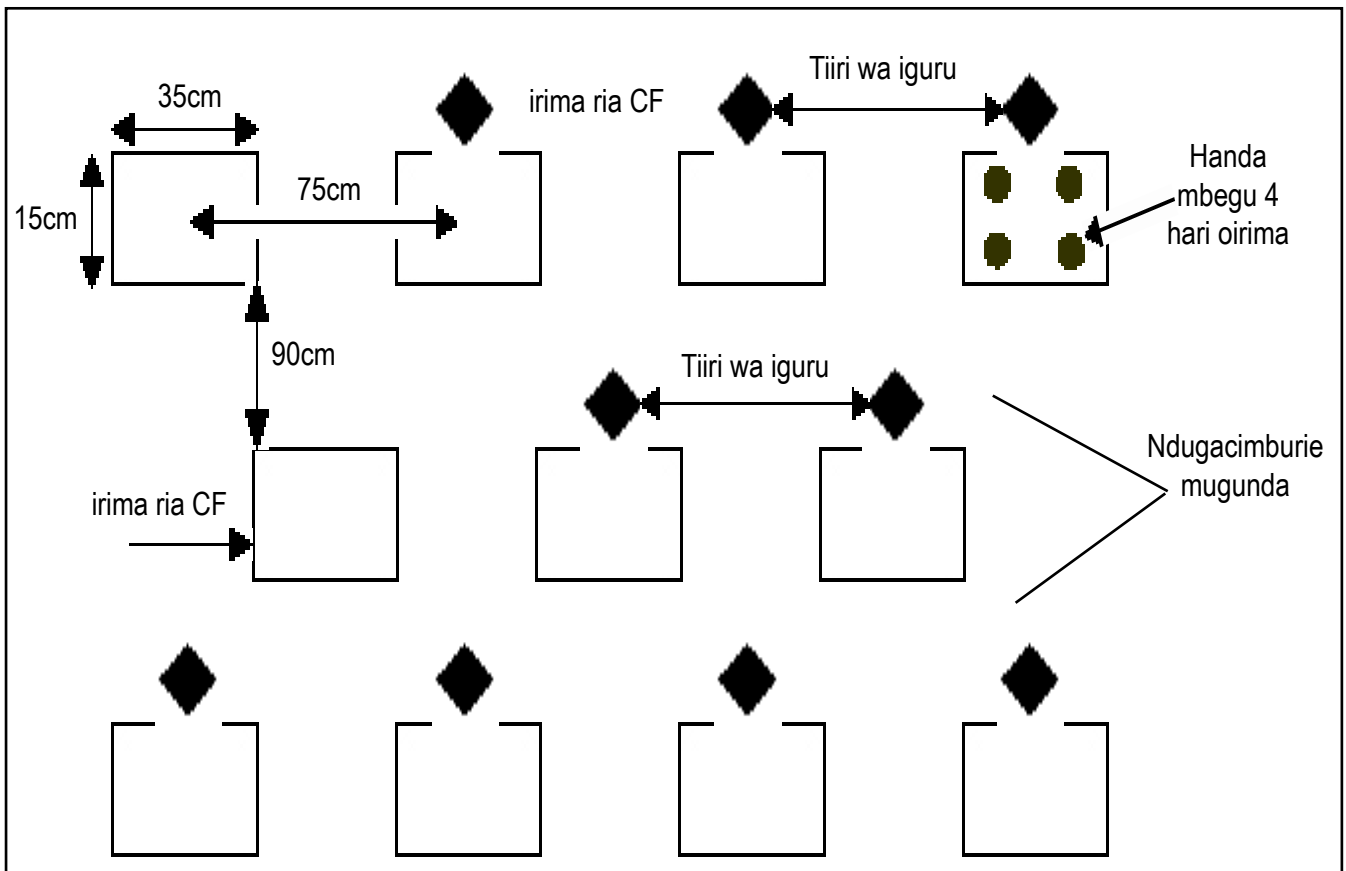 Tiiri wa iguru
35cm
irima ria CF
Handa
mbegu 4
hari oirima
75cm
15cm
90cm
Tiiri wa iguru
Ndugacimburie
mugunda
irima ria CF